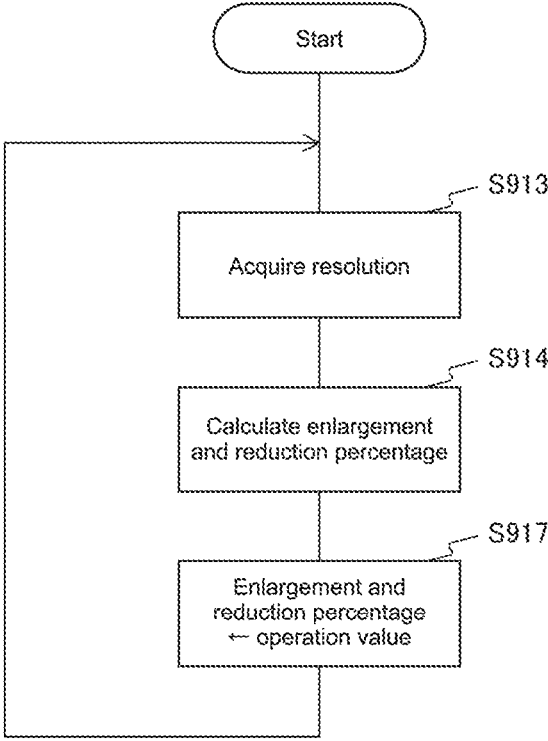 Start
S913
Acquire resolution
S914
Calculate enlargement
and reduction percentage
S917
Enlargement and
reduction percentage
← operation value